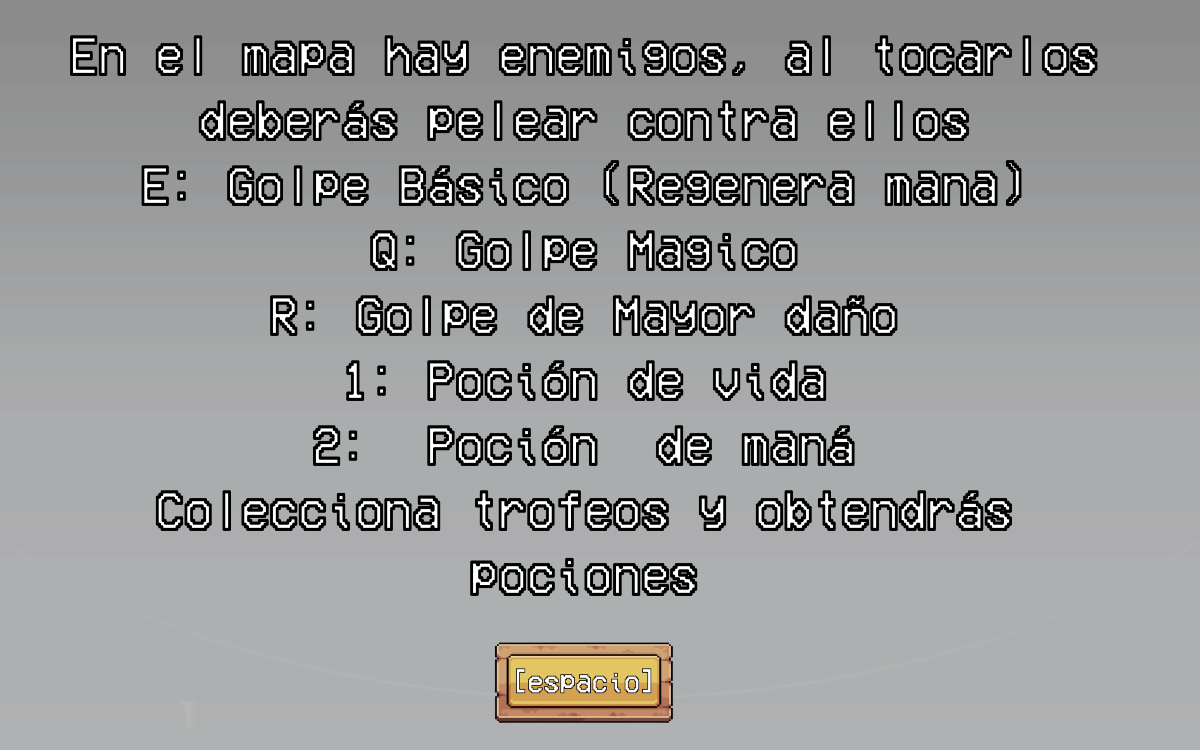 En el mapa hay enemigos, al tocarlos
deberás pelear contra ellos
E: Golpe Básico (Regenera mana)
Q: Golpe Magico
R: Golpe de Mayor daño
1: Poción de vida
2:  Poción  de maná
Colecciona trofeos y obtendrás
pociones
[espacio]